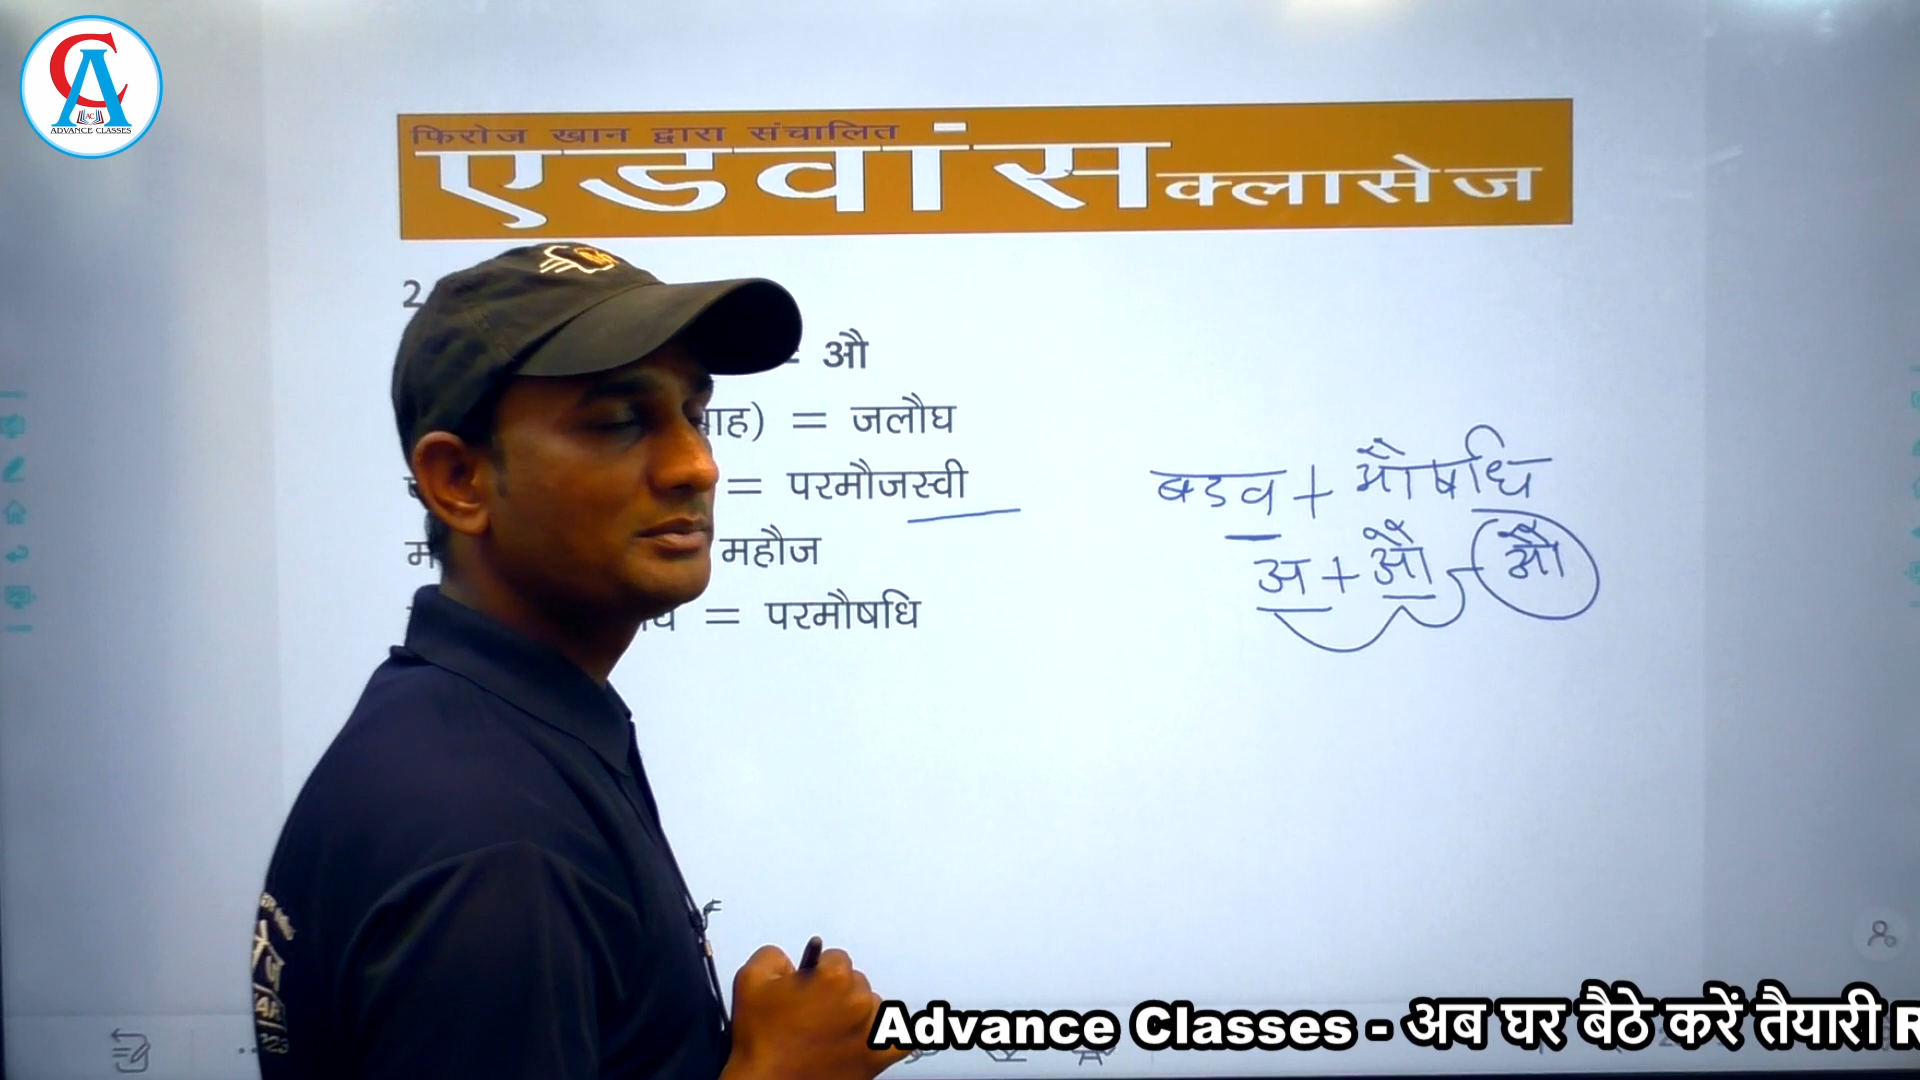 ADVANCE CLASSES
फिरोज खान द्वारा संचालित
एडवांस क्लासेज
2
= औ
= जलौघ
= परमौजस्वी
महौज
= परमौषधि
बडव + औषधि
अ + औ - औ
Advance Classes - अब घर बैठे करें तैयारी R